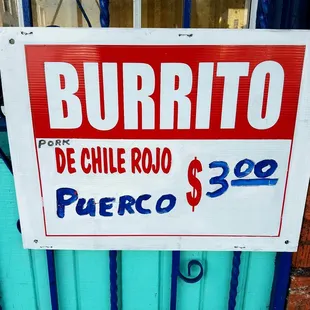 BURRITO
PORK
DE CHILE ROJO
PUERCO $3.00